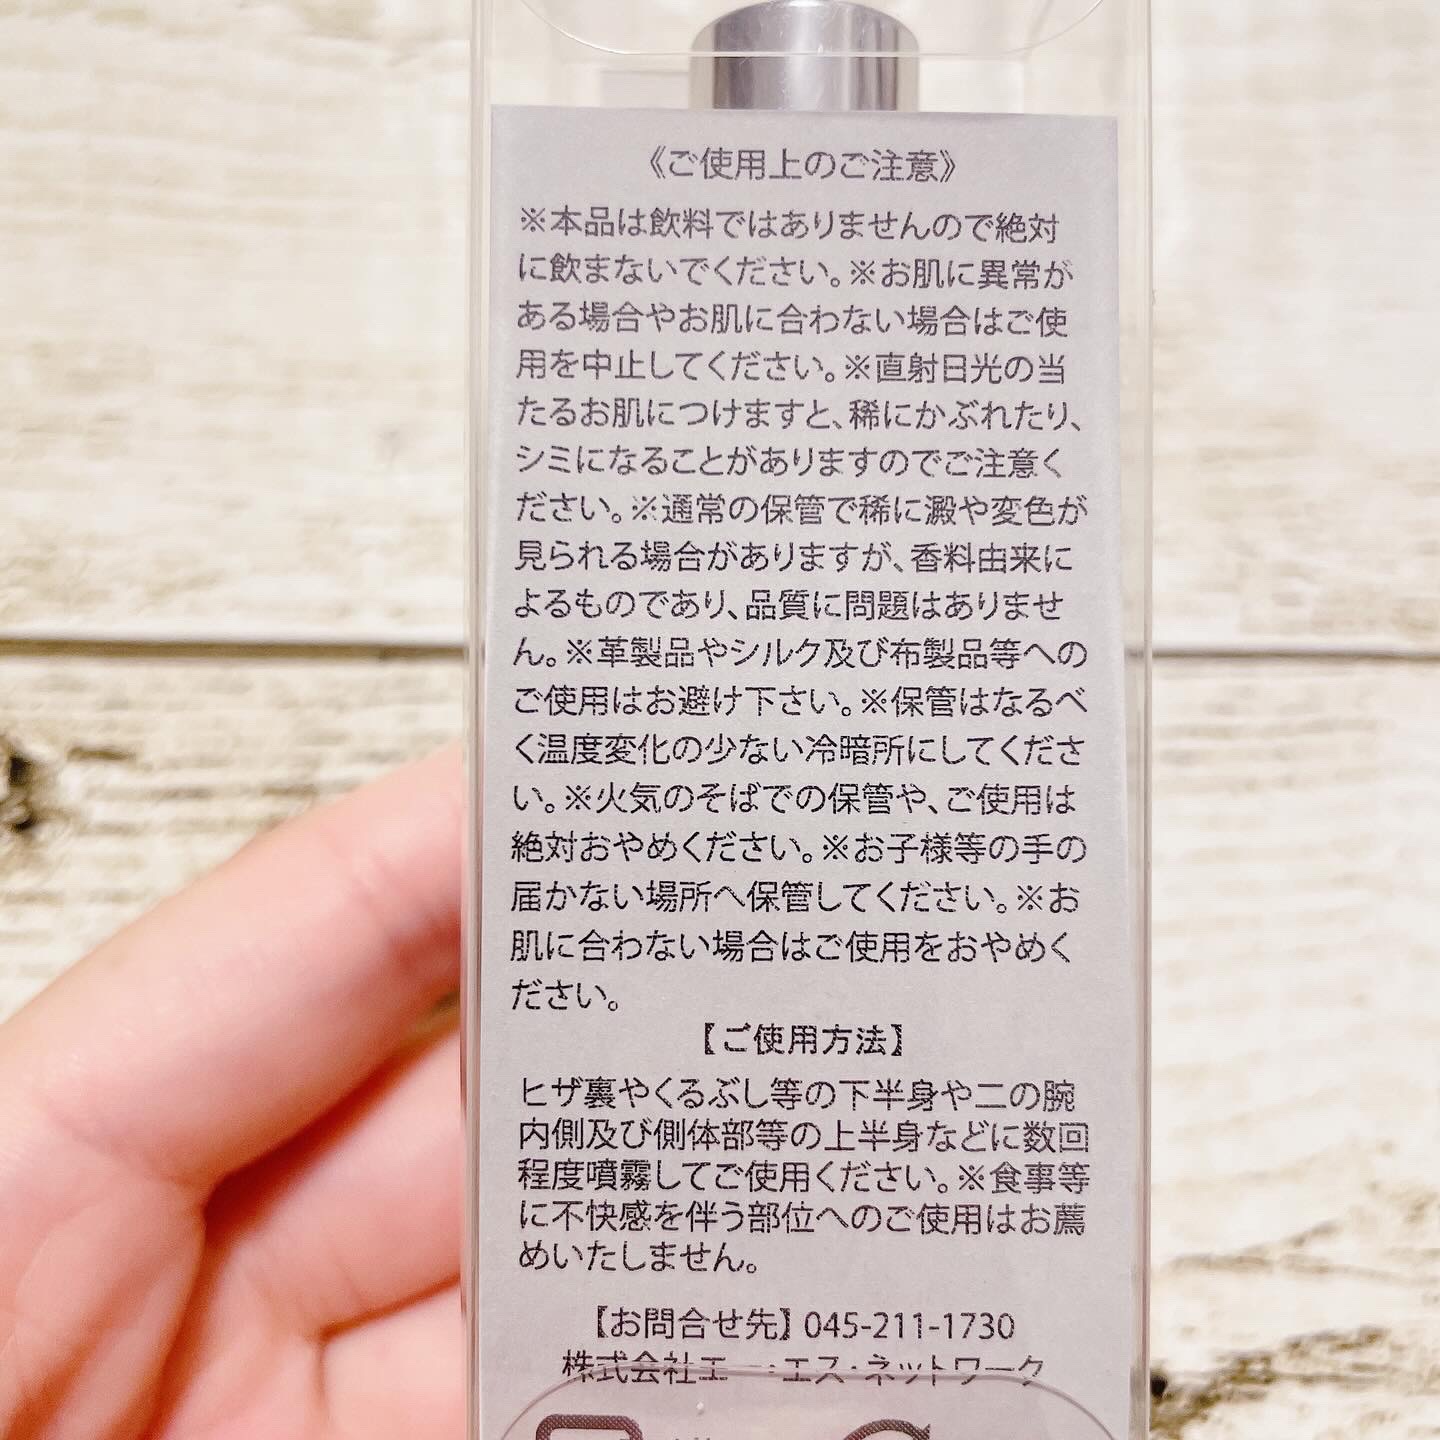 《ご使用上のご注意》
※本品は飲料ではありませんので絶対
に飲まないでください。※お肌に異常が
ある場合やお肌に合わない場合はご使
用を中止してください。※直射日光の当
たるお肌につけますと、稀にかぶれたり、
シミになることがありますのでご注意く
ださい。※通常の保管で稀に澱や変色が
見られる場合がありますが、香料由来に
よるものであり、品質に問題はありませ
ん。※革製品やシルク及び布製品等への
ご使用はお避け下さい。※保管はなるべ
く温度変化の少ない冷暗所にしてくださ
い。※火気のそばでの保管や、ご使用は
絶対おやめください。※お子様等の手の
届かない場所へ保管してください。※お
肌に合わない場合はご使用をおやめく
ださい。
【ご使用方法】
ヒザ裏やくるぶし等の下半身や二の腕
内側及び側体部等の上半身などに数回
程度噴霧してご使用ください。※食事等
に不快感を伴う部位へのご使用はお薦
めいたしません。
【お問合せ先】045-211-1730
株式会社エー・エス・ネットワーク